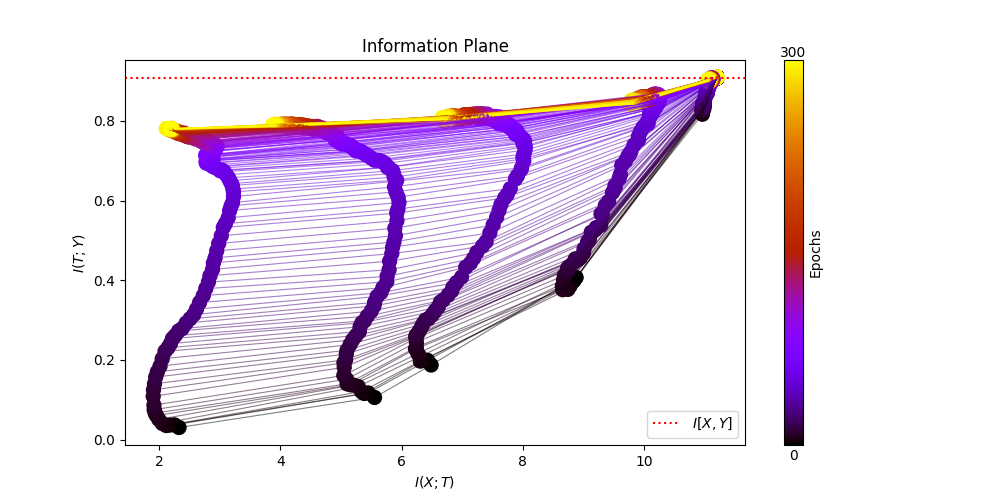 Information Plane
300
0.8
0.6
0.4
0.2
0.0
I(T; Y)
2
4
6
8
10
I(X; T)
I[X, Y]
Epochs
0